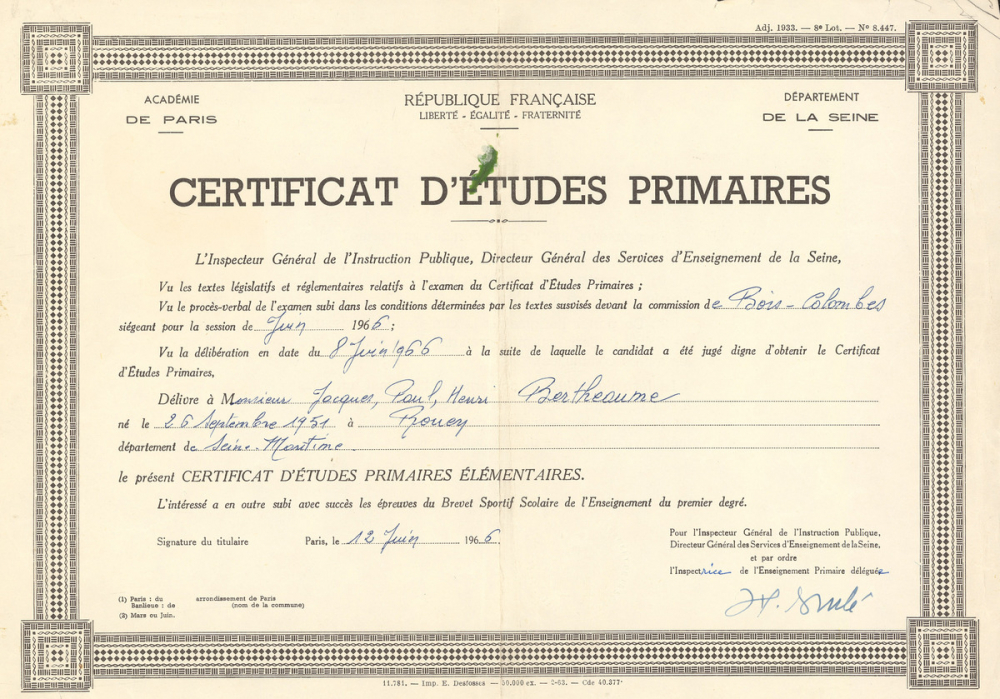 Adj. 1933. — 8e Lot. — No 8.447.
ACADÉMIE
DE PARIS
RÉPUBLIQUE FRANÇAISE
LIBERTÉ - ÉGALITÉ - FRATERNITÉ
DÉPARTEMENT
DE LA SEINE
CERTIFICAT D'ÉTUDES PRIMAIRES
L'Inspecteur Général de l'Instruction Publique, Directeur Général des Services d'Enseignement de la Seine,
Vu les textes législatifs et réglementaires relatifs à l'examen du Certificat d'Études Primaires ;
Vu le procès-verbal de l'examen subi dans les conditions déterminées par les textes susvisés devant la commission de Bois-Colombes
siégeant pour la session de Juin 1966 ;
Vu la délibération en date du 8 Juin 1966 à la suite de laquelle le candidat a été jugé digne d'obtenir le Certificat
d'Études Primaires,
Délivre à Monsieur Jacques, Paul, Henri Bertheaume
né le 26 Septembre 1951 à Rouen
département de Seine-Maritime
le présent CERTIFICAT D'ÉTUDES PRIMAIRES ÉLÉMENTAIRES.
L'intéressé a en outre subi avec succès les épreuves du Brevet Sportif Scolaire de l'Enseignement du premier degré.
Signature du titulaire
Paris, le 12 Juin 1966.
Pour l'Inspecteur Général de l'Instruction Publique,
Directeur Général des Services d'Enseignement de la Seine,
et par ordre
l'Inspectrice de l'Enseignement Primaire déléguée
(1) Paris : du arrondissement de Paris
Banlieue : de (nom de la commune)
(2) Mars ou Juin.
11.781. — Imp. E. Desfossés — 50.000 ex. — 2-63. — Cde 40.877